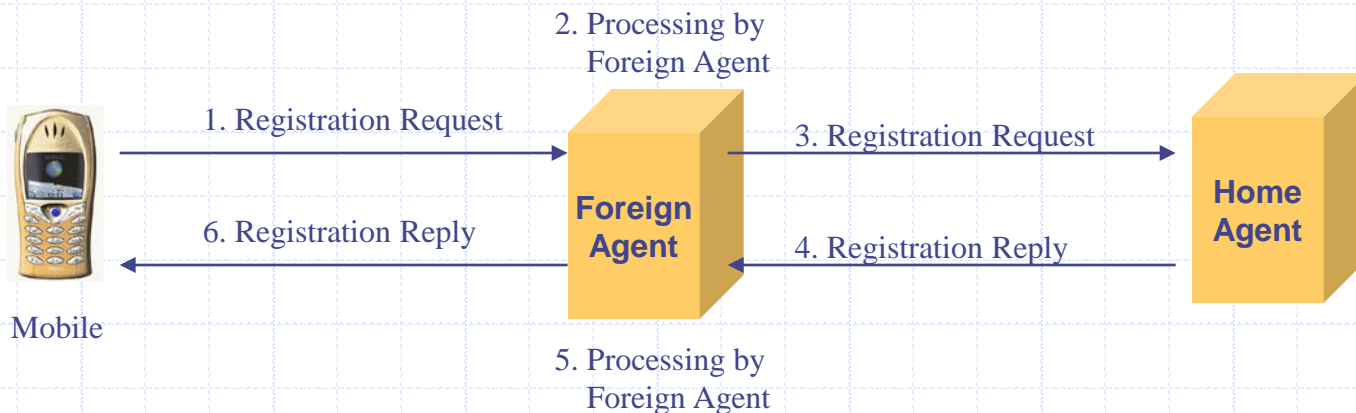 2. Processing by
Foreign Agent
1. Registration Request
3. Registration Request
Foreign
Agent
Home
Agent
6. Registration Reply
4. Registration Reply
Mobile
5. Processing by
Foreign Agent